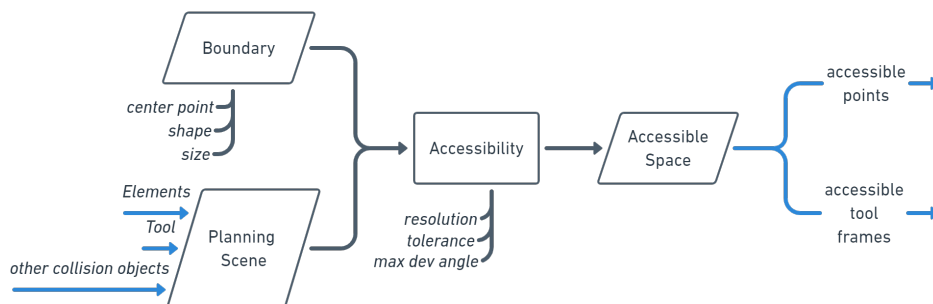 Boundary
center point
shape
size
Elements
Tool
other collision objects
Planning
Scene
Accessibility
resolution
tolerance
max dev angle
Accessible
Space
accessible
points
accessible
tool
frames